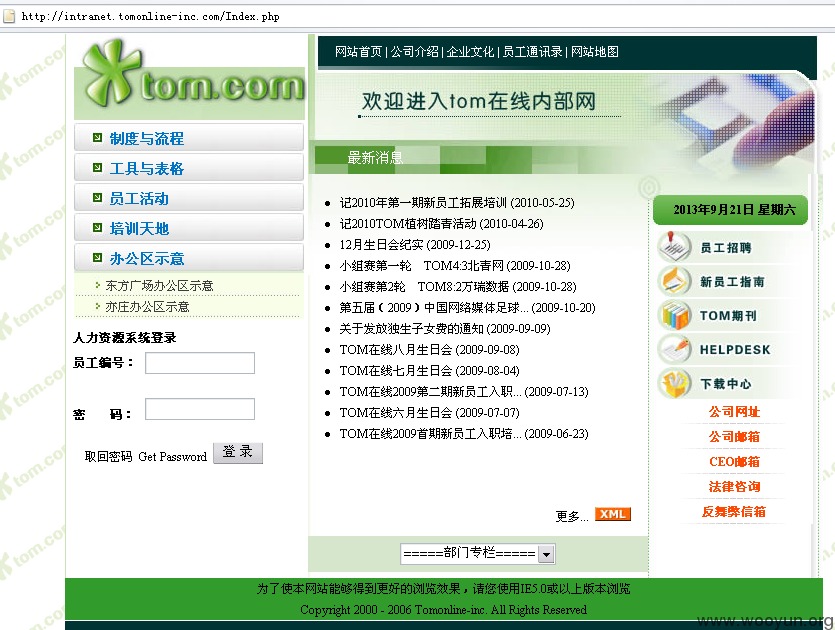 http://intranet.tomonline-inc.com/Index.php
tom.com
网站首页 | 公司介绍 | 企业文化 | 员工通讯录 | 网站地图
欢迎进入tom在线内部网
制度与流程
工具与表格
员工活动
培训天地
办公区示意
东方广场办公区示意
亦庄办公区示意
人力资源系统登录
员工编号：
密 码：
取回密码 Get Password 登 录
最新消息
记2010年第一期新员工拓展培训 (2010-05-25)
记2010TOM植树踏青活动 (2010-04-26)
12月生日会纪实 (2009-12-25)
小组赛第一轮 TOM4:3北青网 (2009-10-28)
小组赛第2轮 TOM8:2万瑞数据 (2009-10-28)
第五届（2009）中国网络媒体足球... (2009-10-20)
关于发放独生子女费的通知 (2009-09-09)
TOM在线八月生日会 (2009-09-08)
TOM在线七月生日会 (2009-08-04)
TOM在线2009第二期新员工入职... (2009-07-13)
TOM在线六月生日会 (2009-07-07)
TOM在线2009首期新员工入职培... (2009-06-23)
更多... XML
=====部门专栏=====
2013年9月21日 星期六
员工招聘
新员工指南
TOM期刊
HELPDESK
下载中心
公司网址
公司邮箱
CEO邮箱
法律咨询
反舞弊信箱
为了使本网站能够得到更好的浏览效果，请您使用IE5.0或以上版本浏览
Copyright 2000 - 2006 Tomonline-inc. All Rights Reserved
www.wooyun.org